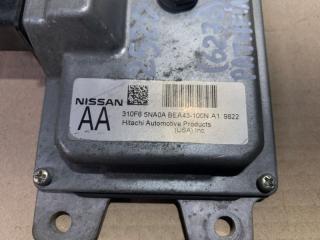 NISSAN
AA
310F6 5NA0A BEA43-100N A1 9822
Hitachi Automotive Products
(USA) Inc.